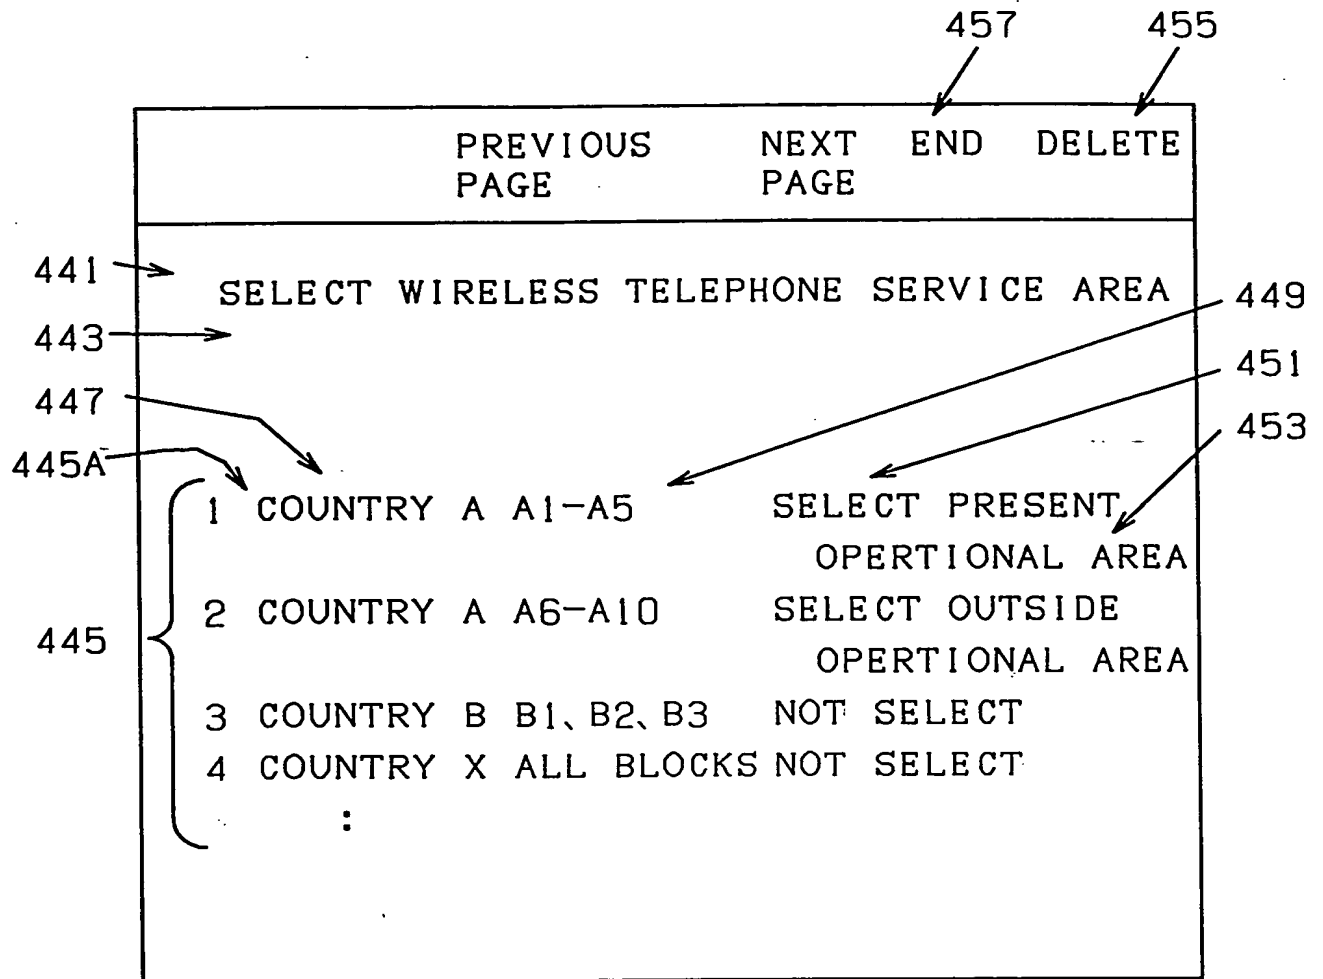 457 455
PREVIOUS NEXT END DELETE
PAGE PAGE
441
SELECT WIRELESS TELEPHONE SERVICE AREA
449
443
451
447
453
445A
1 COUNTRY A A1-A5 SELECT PRESENT
OPERTIONAL AREA
2 COUNTRY A A6-A10 SELECT OUTSIDE
445
OPERTIONAL AREA
3 COUNTRY B B1、B2、B3 NOT SELECT
4 COUNTRY X ALL BLOCKS NOT SELECT
: